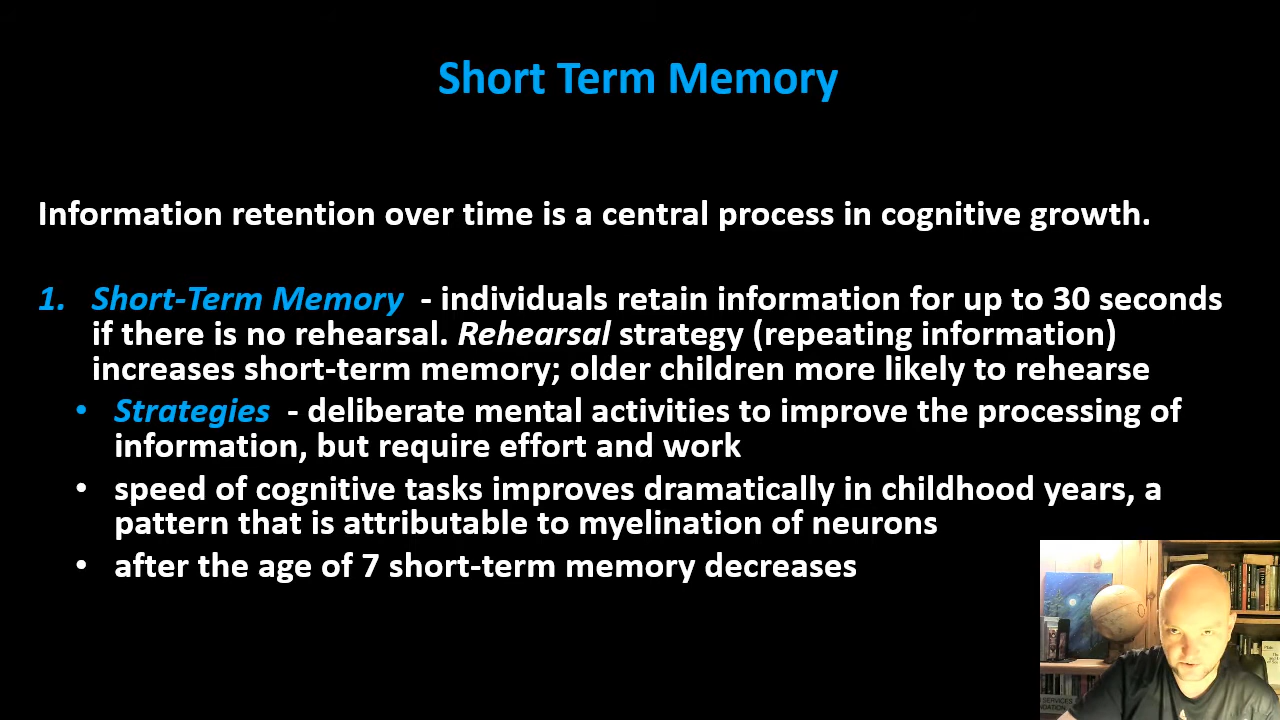 Short Term Memory
Information retention over time is a central process in cognitive growth.
1. Short-Term Memory - individuals retain information for up to 30 seconds
if there is no rehearsal. Rehearsal strategy (repeating information)
increases short-term memory; older children more likely to rehearse
• Strategies - deliberate mental activities to improve the processing of
information, but require effort and work
• speed of cognitive tasks improves dramatically in childhood years, a
pattern that is attributable to myelination of neurons
• after the age of 7 short-term memory decreases